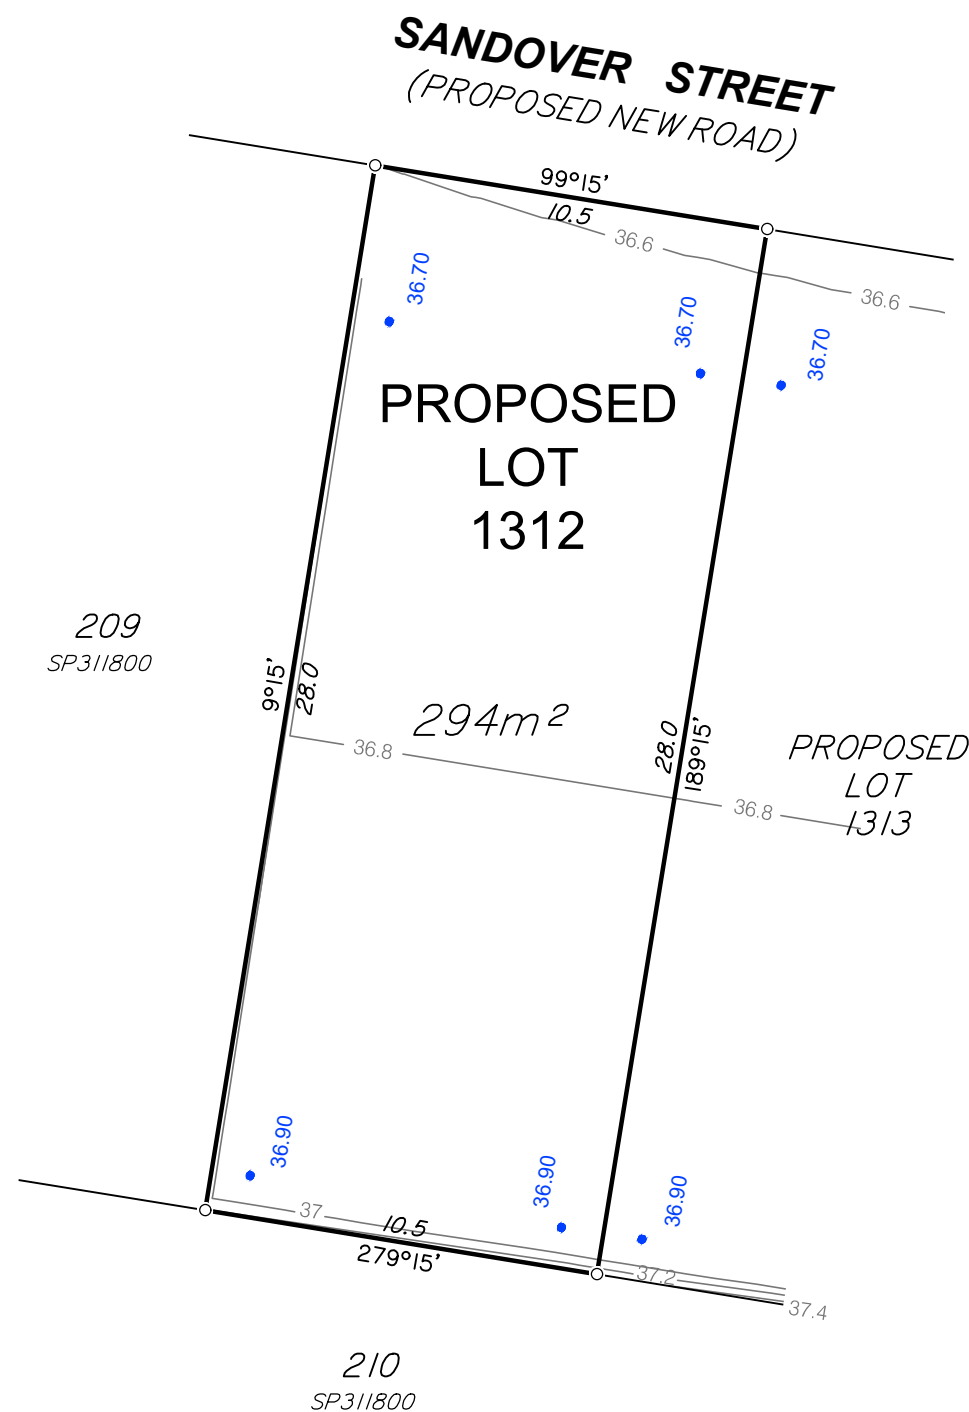 SANDOVER STREET
(PROPOSED NEW ROAD)
99°15'
10.5
36.6
36.6
36.70
36.70
36.70
PROPOSED
LOT
1312
209
SP311800
9°15'
28.0
294m²
36.8
28.0
189°15'
PROPOSED
LOT
1313
36.8
36.90
36.90
36.90
37
10.5
279°15'
37.2
37.4
210
SP311800